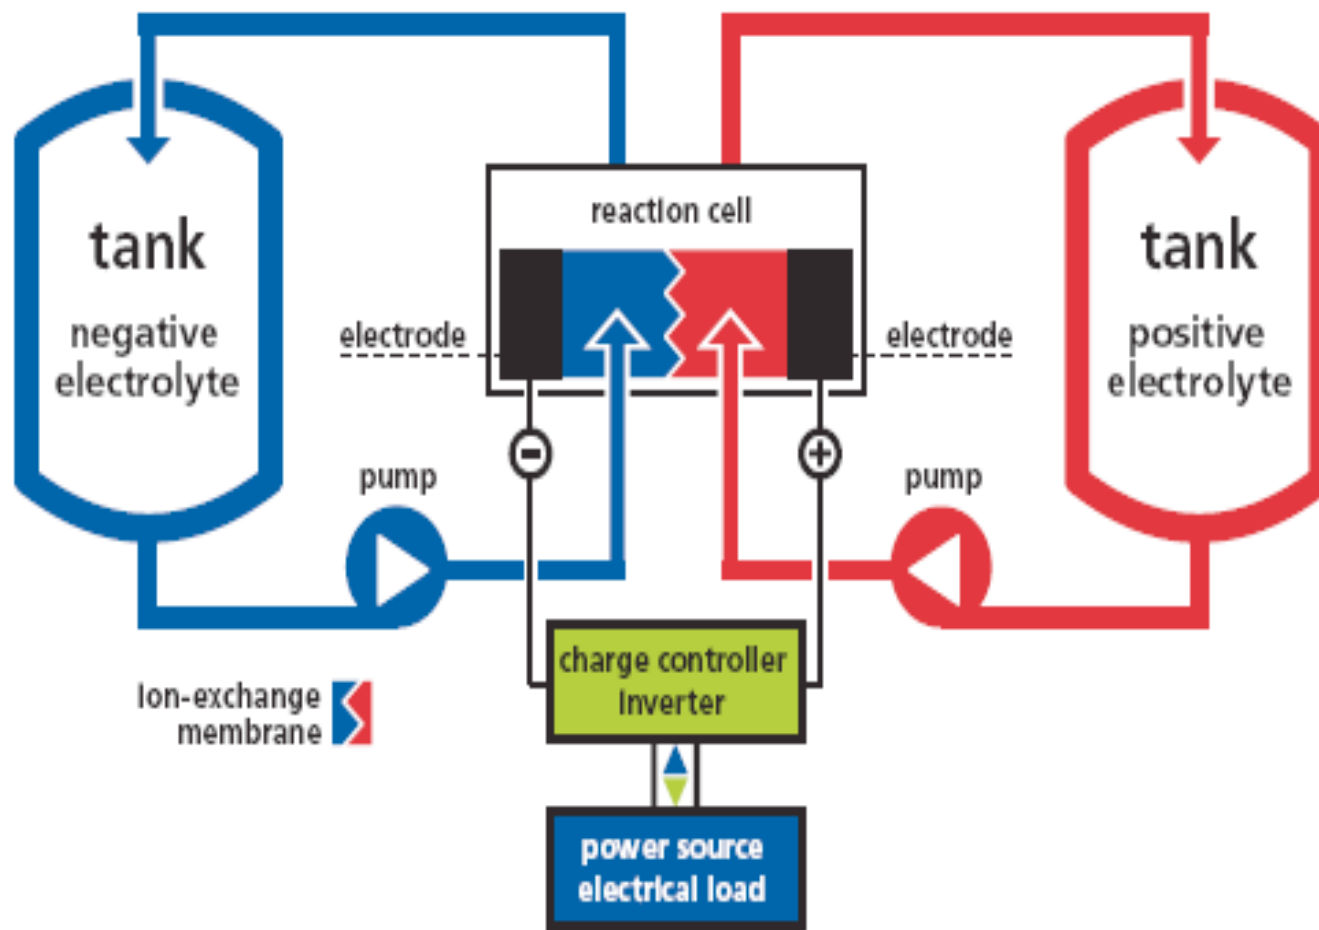 reaction cell
tank
negative
electrolyte
electrode
electrode
tank
positive
electrolyte
−
+
pump
pump
charge controller
Inverter
Ion-exchange
membrane
power source
electrical load